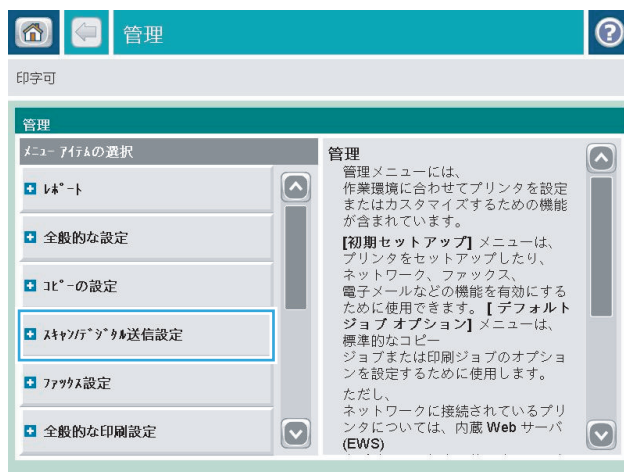 管理
印字可
管理
ﾒﾆｭｰ ｱｲﾃﾑの選択
ﾚﾎﾟｰﾄ
全般的な設定
ｺﾋﾟｰの設定
ｽｷｬﾝ/ﾃﾞｼﾞﾀﾙ送信設定
ﾌｧｯｸｽ設定
全般的な印刷設定
管理
管理メニューには、
作業環境に合わせてプリンタを設定
またはカスタマイズするための機能
が含まれています。
[初期セットアップ] メニューは、
プリンタをセットアップしたり、
ネットワーク、ファックス、
電子メールなどの機能を有効にする
ために使用できます。[デフォルト
ジョブ オプション] メニューは、
標準的なコピー
ジョブまたは印刷ジョブのオプショ
ンを設定するために使用します。
ただし、
ネットワークに接続されているプリ
ンタについては、内蔵 Web サーバ
(EWS)